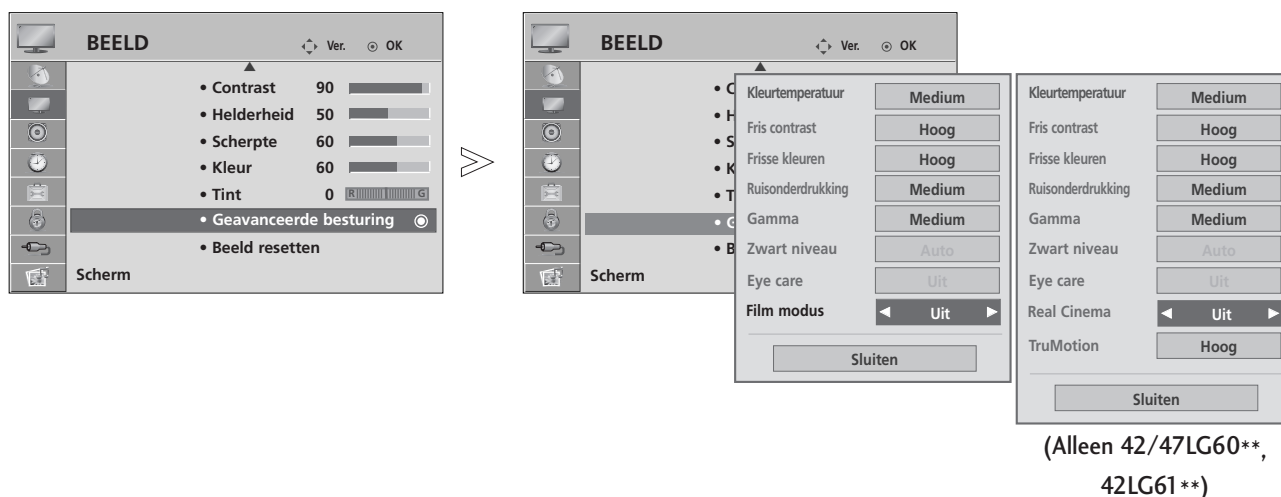 BEELD Ver. OK
• Contrast 90
• Helderheid 50
• Scherpte 60
• Kleur 60
• Tint 0 R G
• Geavanceerde besturing
• Beeld resetten
Scherm
BEELD Ver. OK
• C
• H
• S
• K
• T
• G
• B
Scherm
Kleurtemperatuur Medium
Fris contrast Hoog
Frisse kleuren Hoog
Ruisonderdrukking Medium
Gamma Medium
Zwart niveau Auto
Eye care Uit
Film modus ◄ Uit ►
Sluiten
Kleurtemperatuur Medium
Fris contrast Hoog
Frisse kleuren Hoog
Ruisonderdrukking Medium
Gamma Medium
Zwart niveau Auto
Eye care Uit
Real Cinema ◄ Uit ►
TruMotion Hoog
Sluiten
(Alleen 42/47LG60**,
42LG61**)